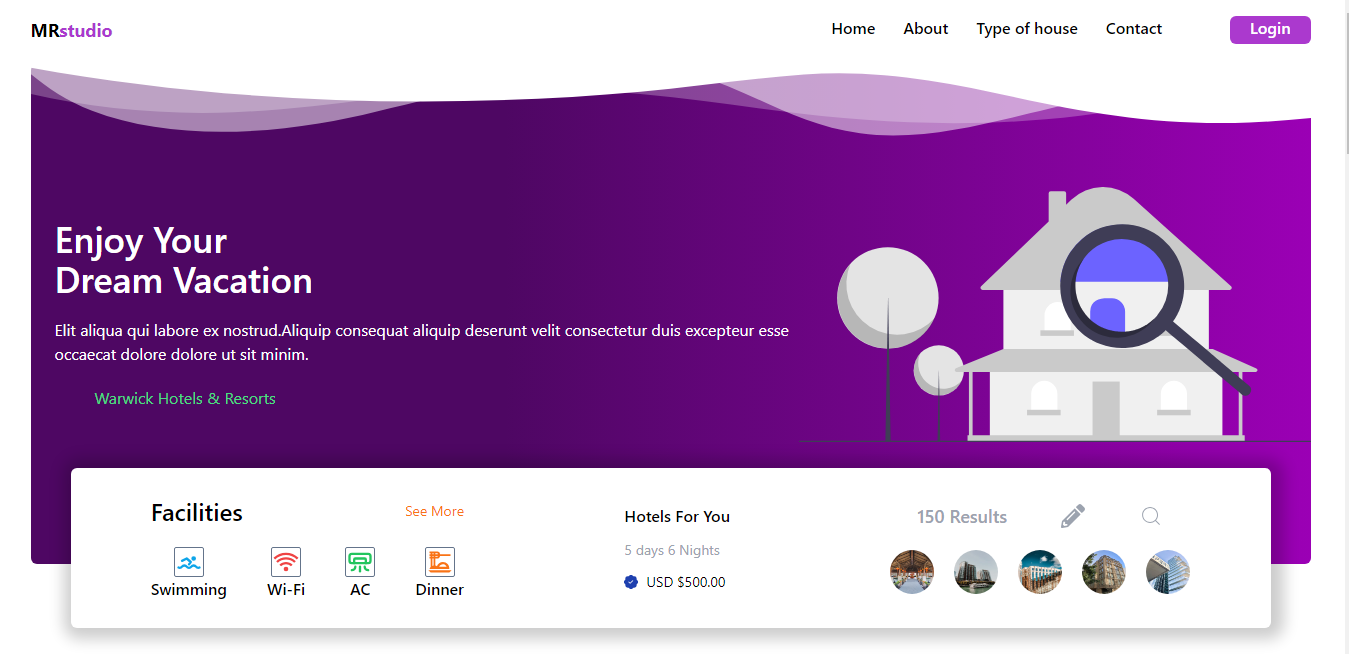 MRstudio
Home About Type of house Contact Login
Enjoy Your
Dream Vacation
Elit aliqua qui labore ex nostrud.Aliquip consequat aliquip deserunt velit consectetur duis excepteur esse
occaecat dolore dolore ut sit minim.
Warwick Hotels & Resorts
Facilities
See More
Swimming
Wi-Fi
AC
Dinner
Hotels For You
5 days 6 Nights
USD $500.00
150 Results